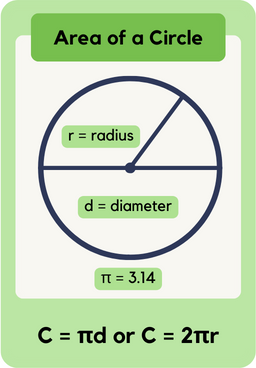 Area of a Circle
r = radius
d = diameter
π = 3.14
C = πd or C = 2πr